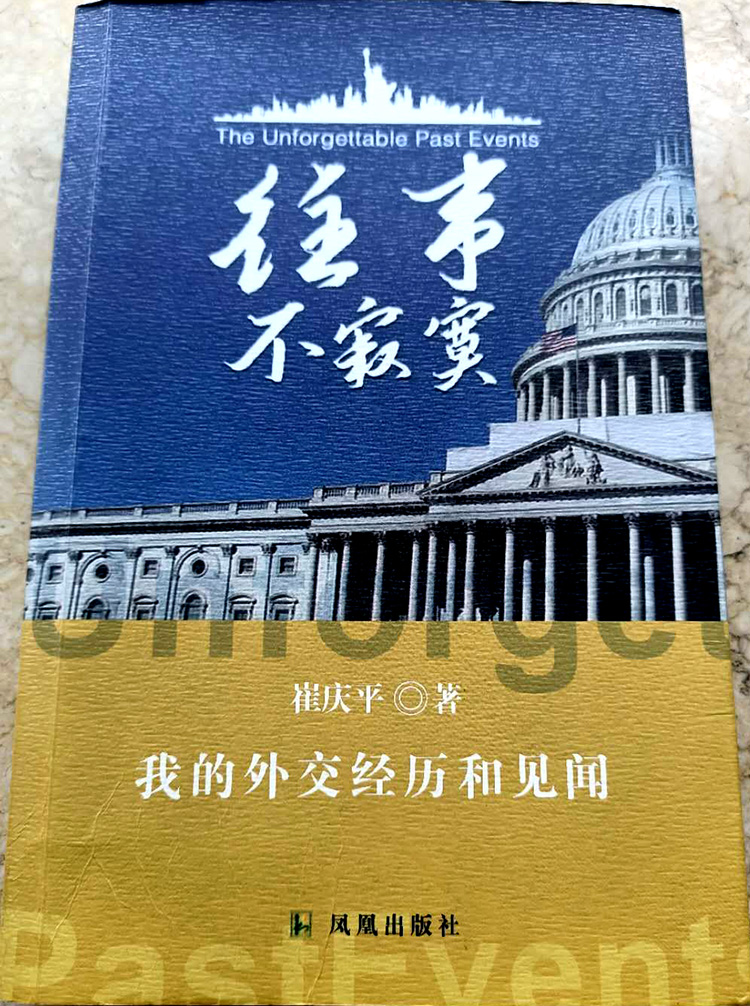 The Unforgettable Past Events
往事
不寂寞
Unforget
崔庆平◎著
我的外交经历和见闻
凤凰出版社
Past Events